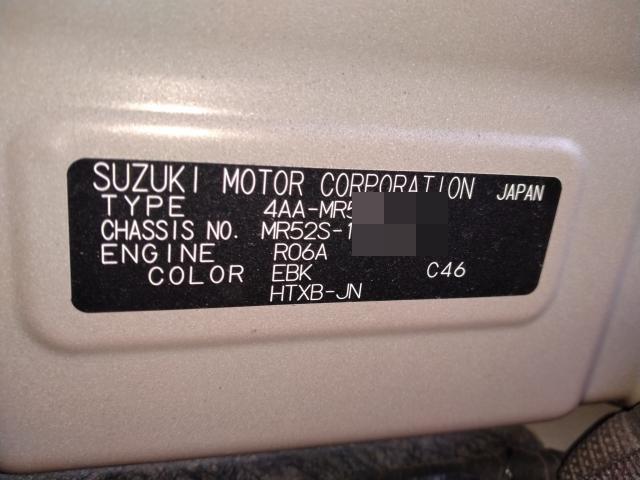 SUZUKI MOTOR CORPORATION JAPAN
TYPE 4AA-MR5
CHASSIS NO. MR52S-1
ENGINE R06A
COLOR EBK C46
HTXB-JN